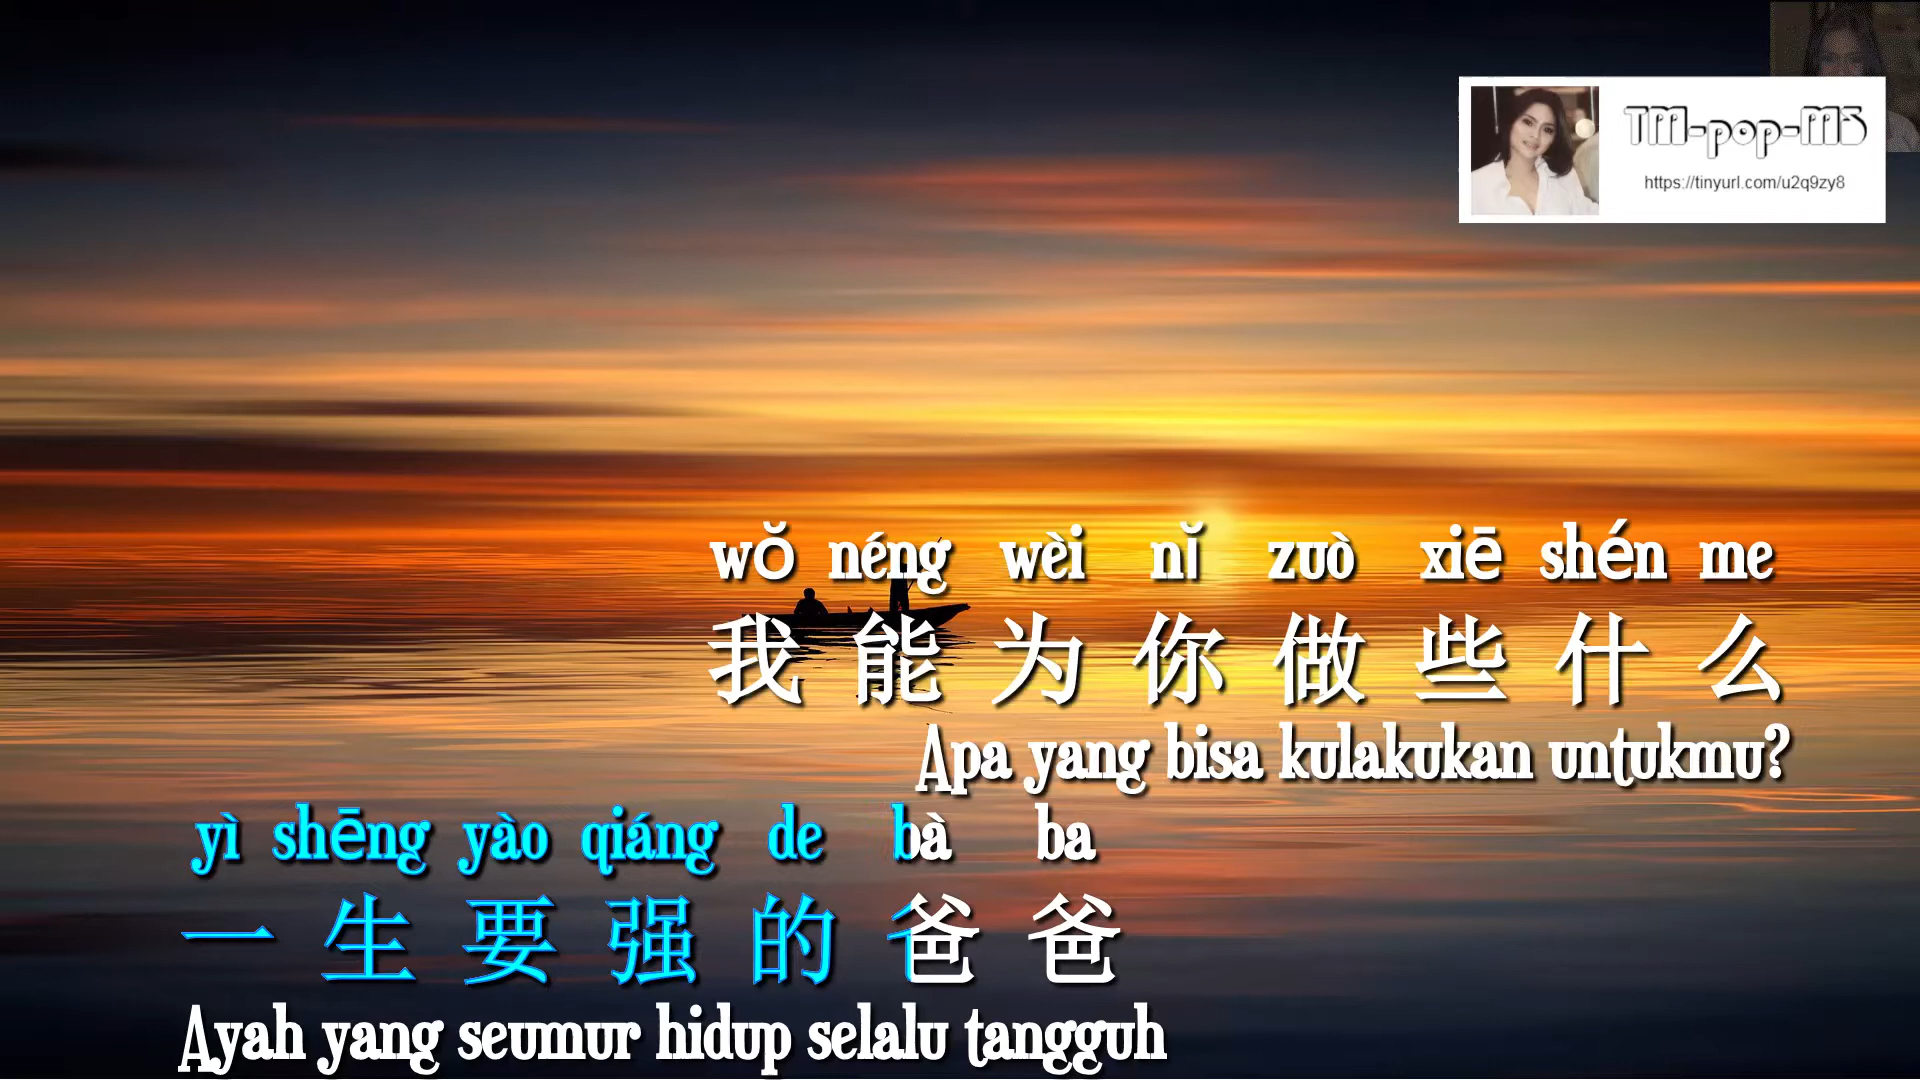 TM-pop-M3
https://tinyurl.com/u2q9zy8
wǒ néng wèi nǐ zuò xiē shén me
我能为你做些什么
Apa yang bisa kulakukan untukmu?
yì shēng yào qiáng de bà ba
一生要强的爸爸
Ayah yang seumur hidup selalu tangguh